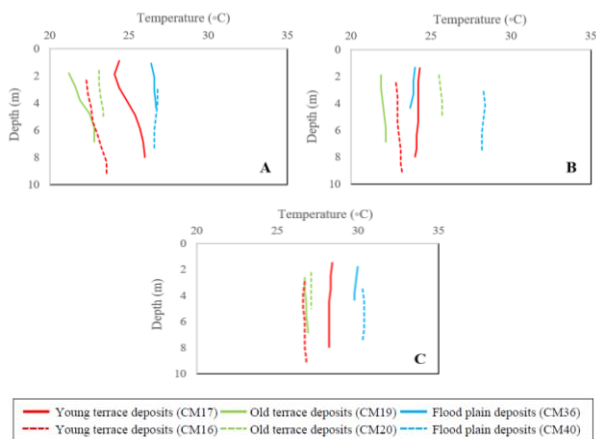 Temperature (◦C)
20 25 30 35
0
2
4
6
8
10
Depth (m)
A
Temperature (◦C)
20 25 30 35
0
2
4
6
8
10
Depth (m)
B
Temperature (◦C)
20 25 30 35
0
2
4
6
8
10
Depth (m)
C
Young terrace deposits (CM17) Old terrace deposits (CM19) Flood plain deposits (CM36)
Young terrace deposits (CM16) Old terrace deposits (CM20) Flood plain deposits (CM40)